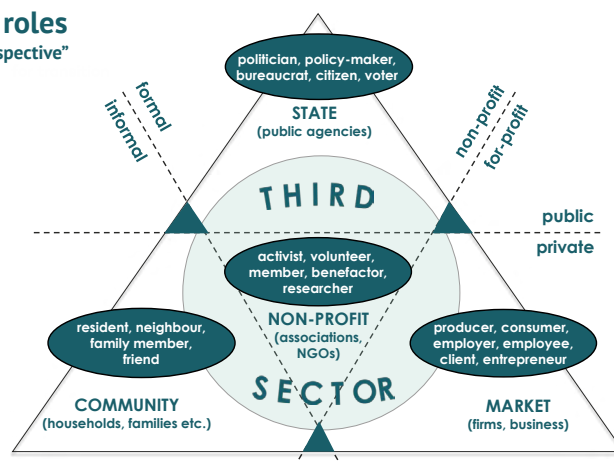 roles
spective”
politician, policy-maker,
bureaucrat, citizen, voter
STATE
(public agencies)
formal
informal
non-profit
for-profit
THIRD
public
private
activist, volunteer,
member, benefactor,
researcher
NON-PROFIT
(associations,
NGOs)
resident, neighbour,
family member,
friend
producer, consumer,
employer, employee,
client, entrepreneur
SECTOR
COMMUNITY
(households, families etc.)
MARKET
(firms, business)